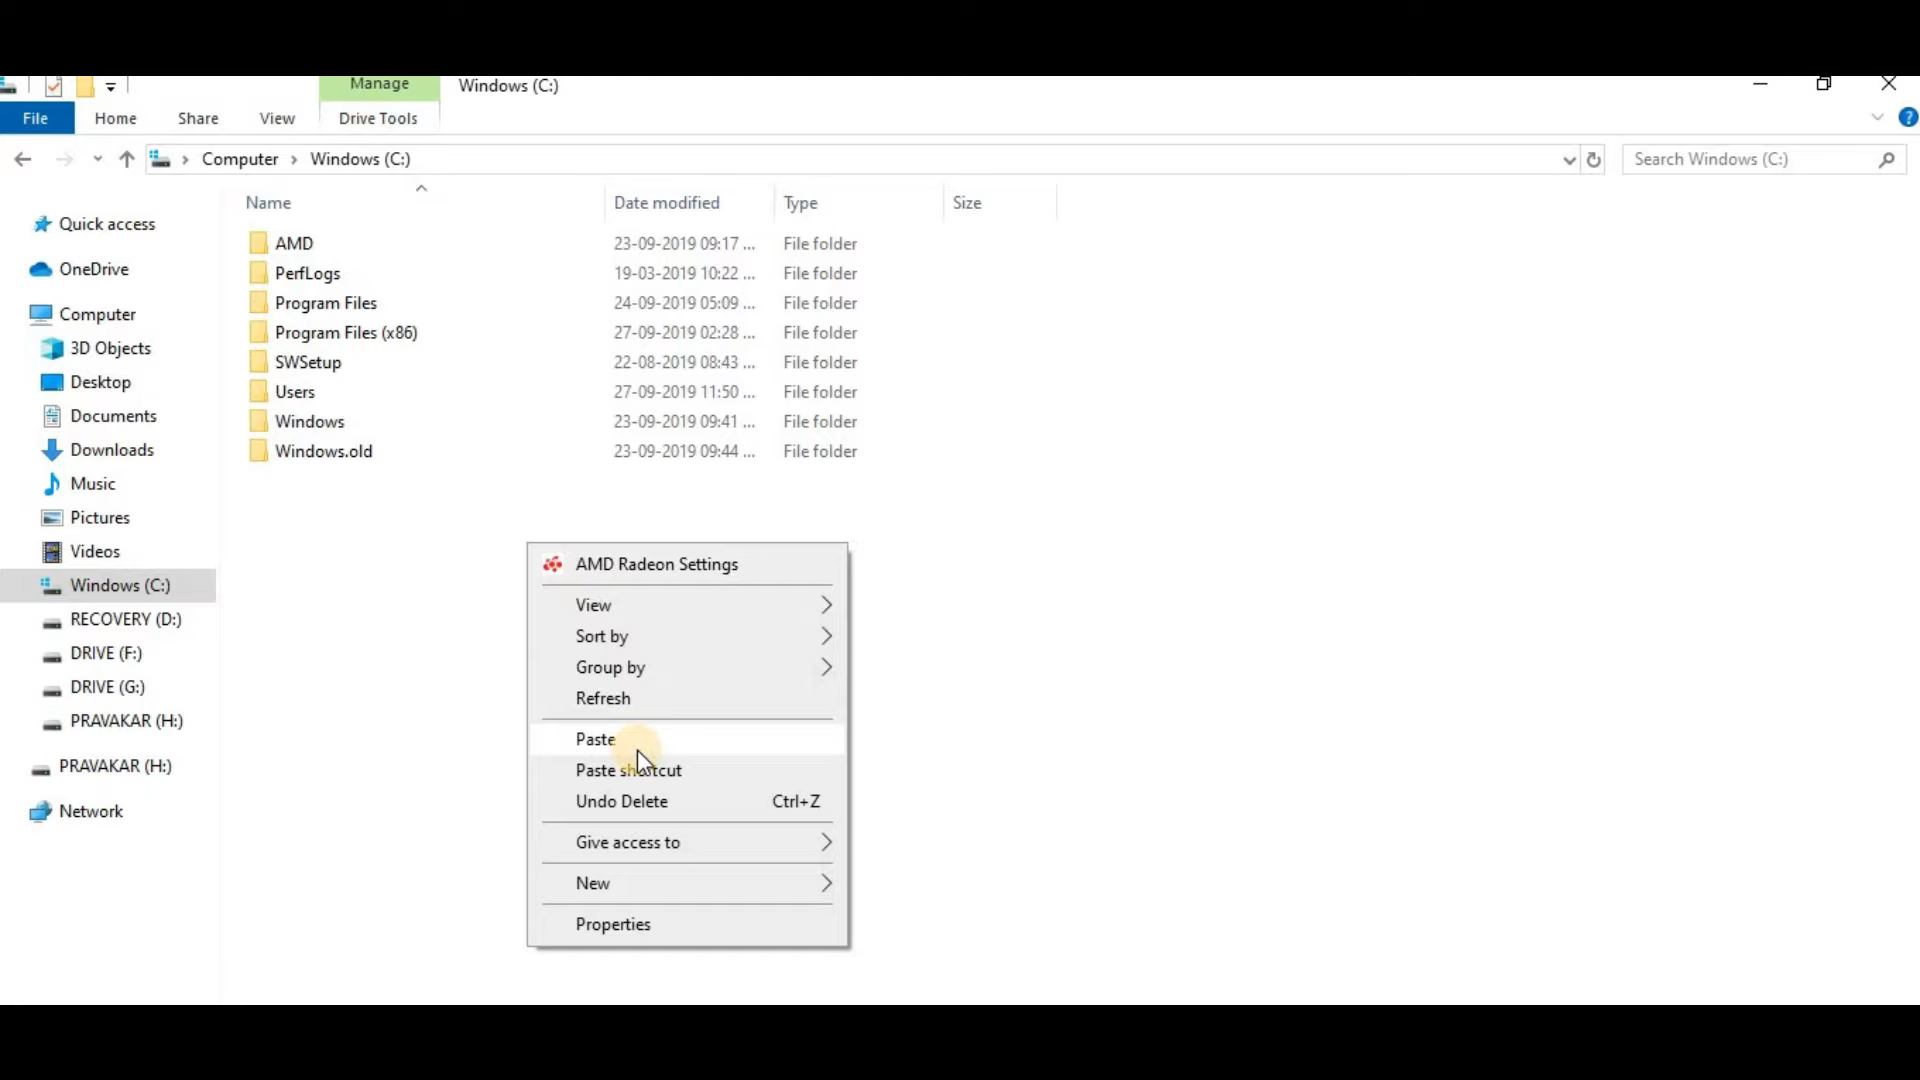 Manage
Windows (C:)
File
Home
Share
View
Drive Tools
?
Computer
Windows (C:)
Search Windows (C:)
Name
Date modified
Type
Size
Quick access
OneDrive
Computer
3D Objects
Desktop
Documents
Downloads
Music
Pictures
Videos
Windows (C:)
RECOVERY (D:)
DRIVE (F:)
DRIVE (G:)
PRAVAKAR (H:)
PRAVAKAR (H:)
Network
AMD 23-09-2019 09:17 ... File folder
PerfLogs 19-03-2019 10:22 ... File folder
Program Files 24-09-2019 05:09 ... File folder
Program Files (x86) 27-09-2019 02:28 ... File folder
SWSetup 22-08-2019 08:43 ... File folder
Users 27-09-2019 11:50 ... File folder
Windows 23-09-2019 09:41 ... File folder
Windows.old 23-09-2019 09:44 ... File folder
AMD Radeon Settings
View
Sort by
Group by
Refresh
Paste
Paste shortcut
Undo Delete Ctrl+Z
Give access to
New
Properties